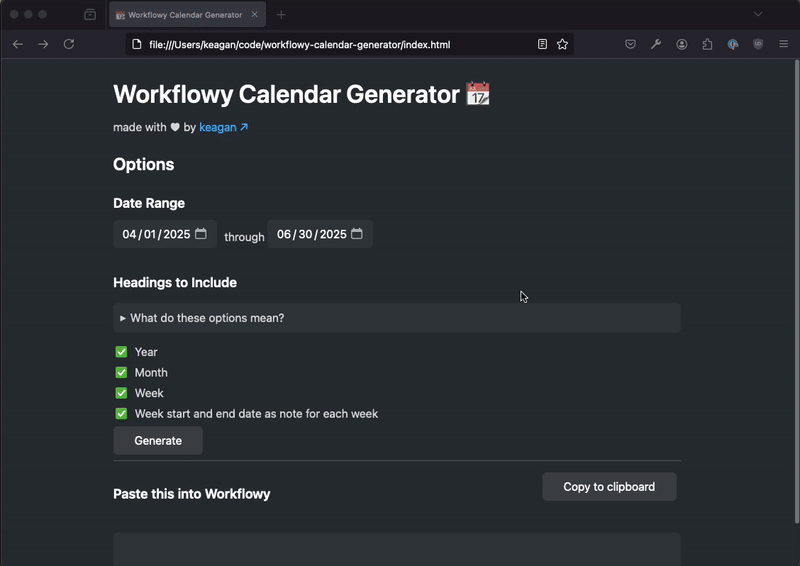 Workflowy Calendar Generator
file:///Users/keagan/code/workflowy-calendar-generator/index.html
Workflowy Calendar Generator 📆
made with 🖤 by keagan ↗
Options
Date Range
04/01/2025 through 06/30/2025
Headings to Include
▸ What do these options mean?
Year
Month
Week
Week start and end date as note for each week
Generate
Copy to clipboard
Paste this into Workflowy